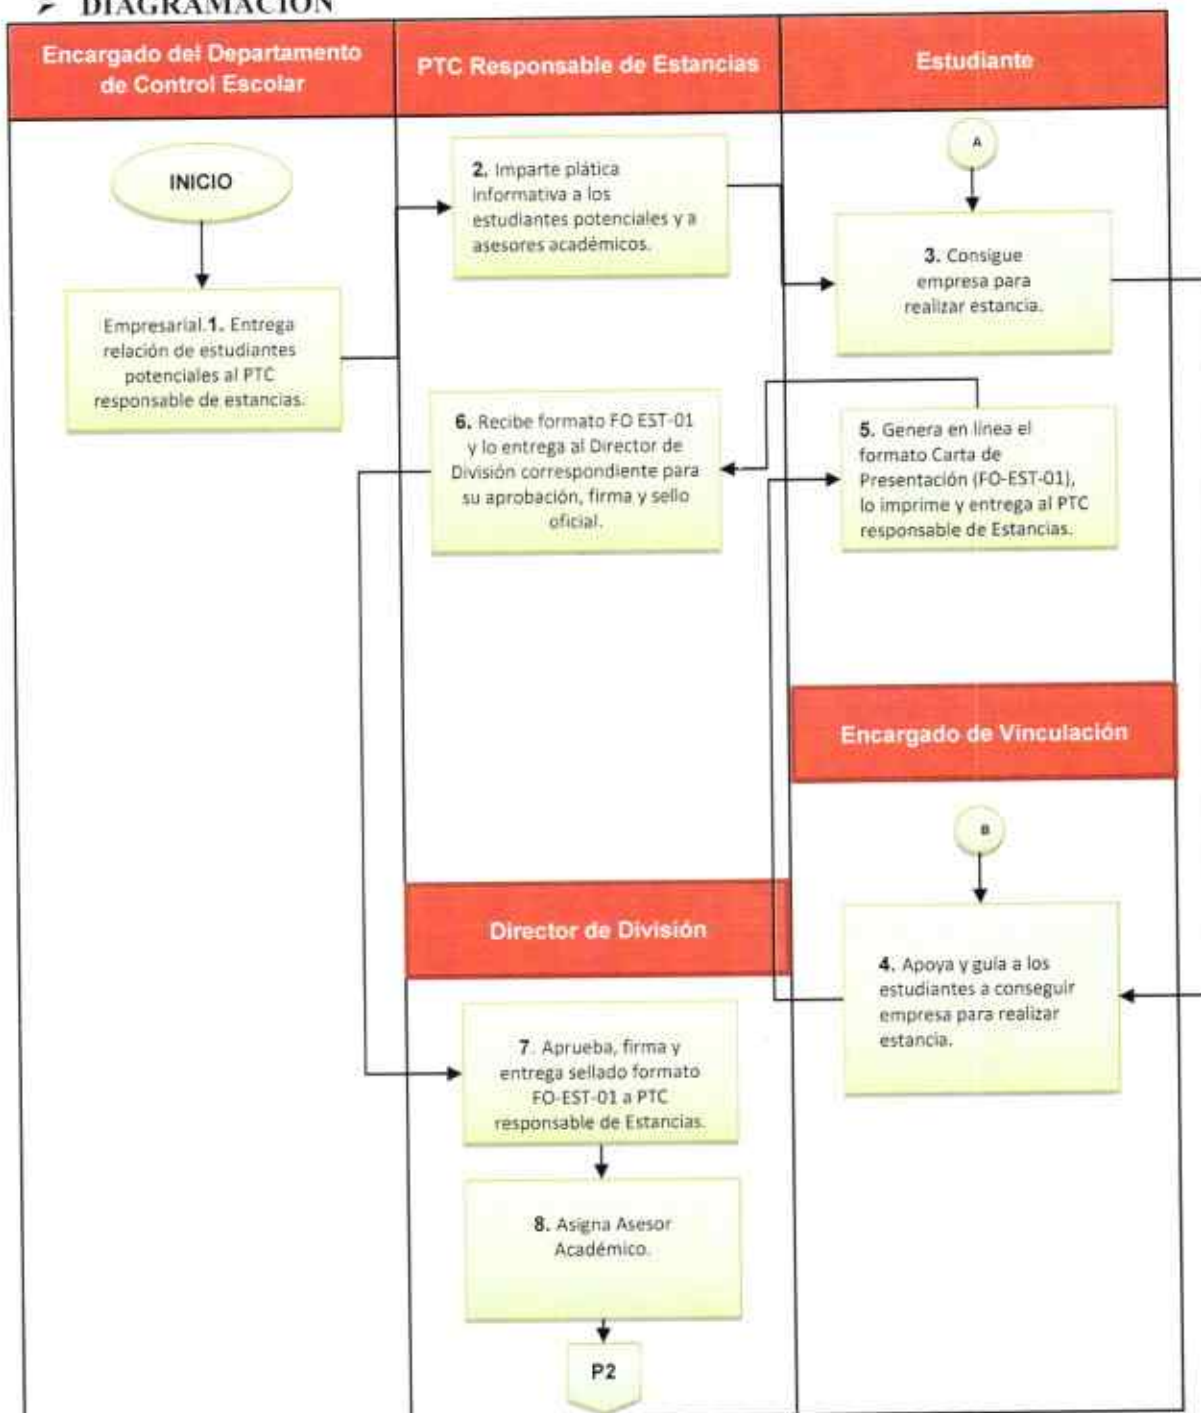 ➤ DIAGRAMACIÓN
Encargado del Departamento
de Control Escolar
PTC Responsable de Estancias
Estudiante
INICIO
Empresarial.1. Entrega
relación de estudiantes
potenciales al PTC
responsable de estancias.
2. Imparte plática
informativa a los
estudiantes potenciales y a
asesores académicos.
A
3. Consigue
empresa para
realizar estancia.
6. Recibe formato FO EST-01
y lo entrega al Director de
División correspondiente para
su aprobación, firma y sello
oficial.
5. Genera en línea el
formato Carta de
Presentación (FO-EST-01),
lo imprime y entrega al PTC
responsable de Estancias.
Encargado de Vinculación
B
4. Apoya y guía a los
estudiantes a conseguir
empresa para realizar
estancia.
Director de División
7. Aprueba, firma y
entrega sellado formato
FO-EST-01 a PTC
responsable de Estancias.
8. Asigna Asesor
Académico.
P2